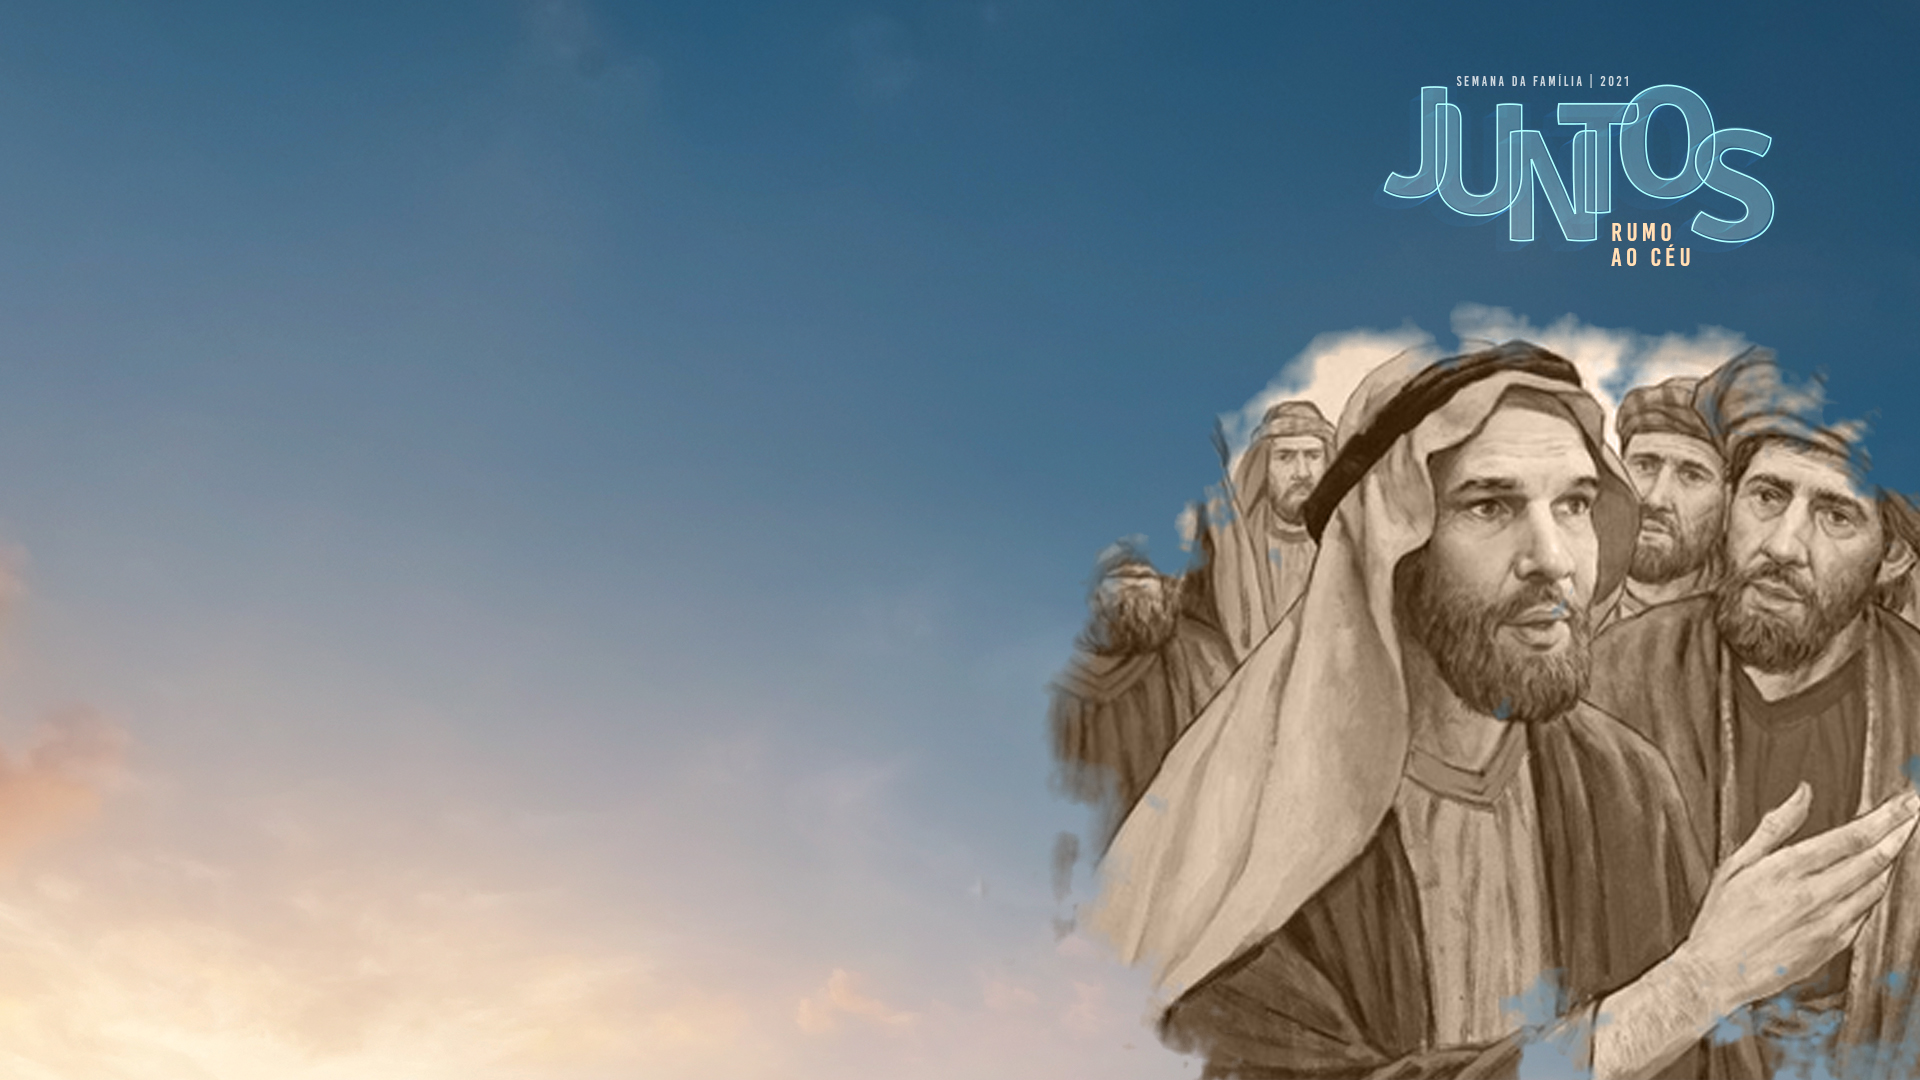 SEMANA DA FAMÍLIA | 2021
JUNTOS
RUMO
AO CÉU